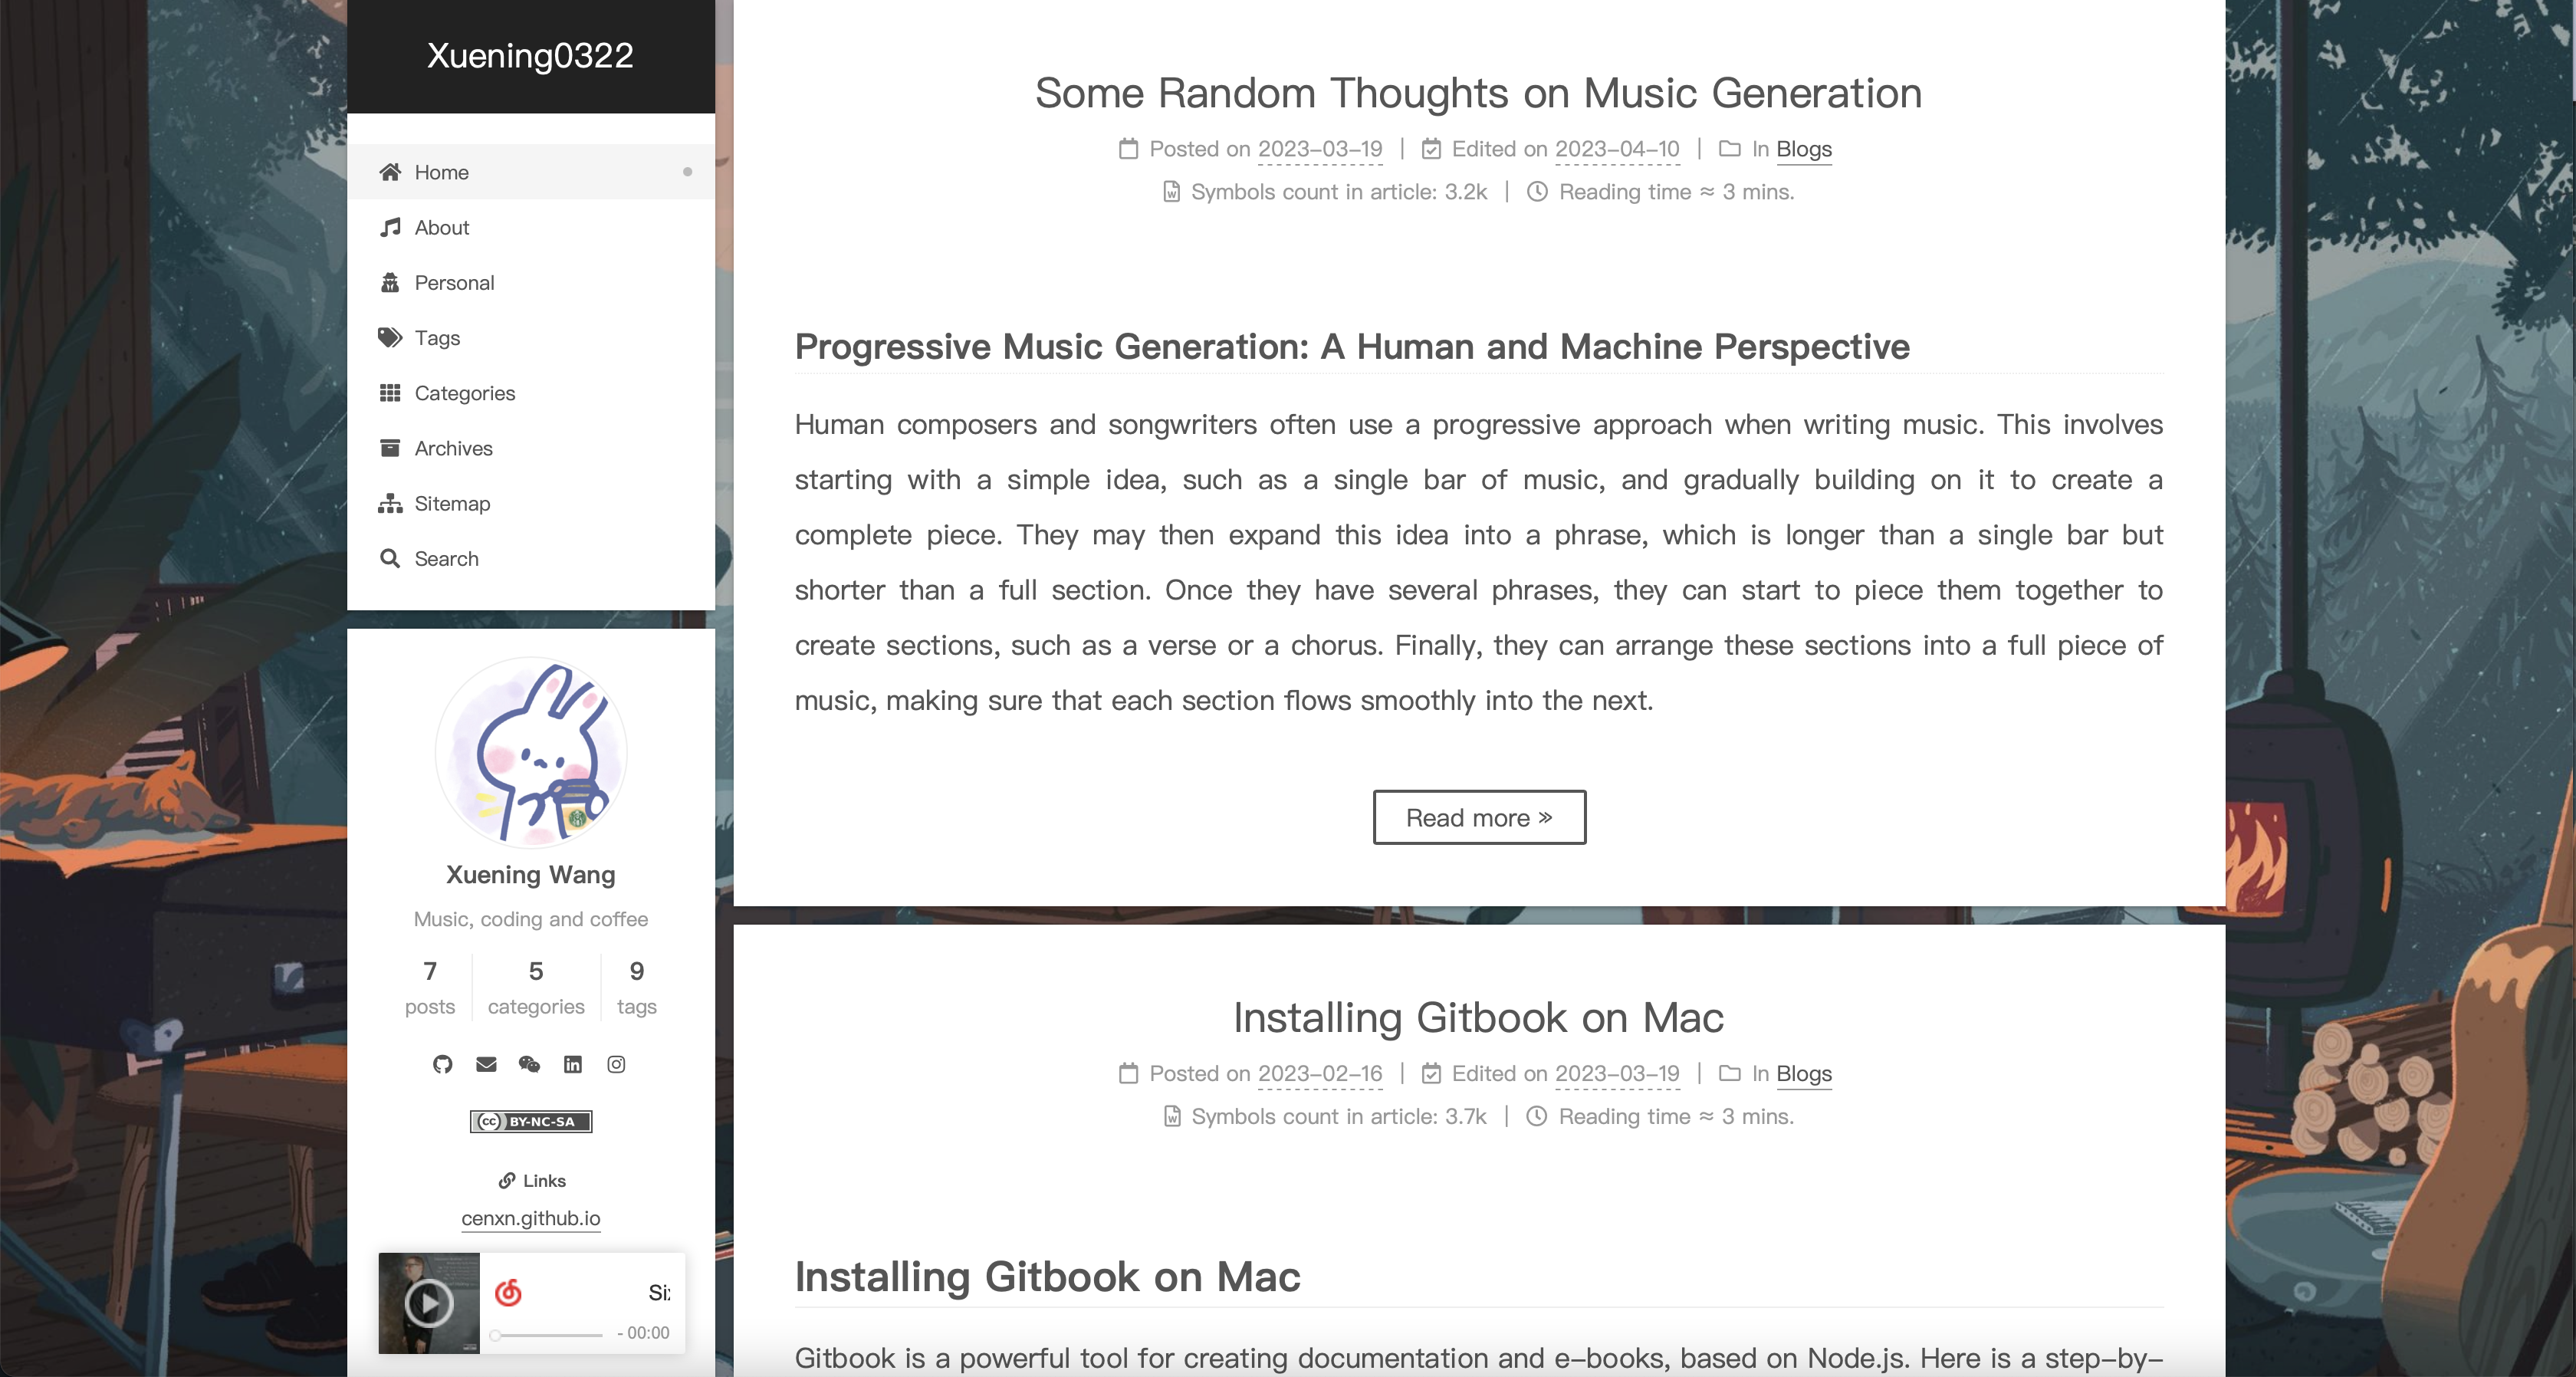 Xuening0322
Home
About
Personal
Tags
Categories
Archives
Sitemap
Search
Xuening Wang
Music, coding and coffee
7 5 9
posts categories tags
cc BY-NC-SA
Links
cenxn.github.io
- 00:00
Some Random Thoughts on Music Generation
Posted on 2023-03-19 | Edited on 2023-04-10 | In Blogs
Symbols count in article: 3.2k | Reading time ≈ 3 mins.
Progressive Music Generation: A Human and Machine Perspective
Human composers and songwriters often use a progressive approach when writing music. This involves
starting with a simple idea, such as a single bar of music, and gradually building on it to create a
complete piece. They may then expand this idea into a phrase, which is longer than a single bar but
shorter than a full section. Once they have several phrases, they can start to piece them together to
create sections, such as a verse or a chorus. Finally, they can arrange these sections into a full piece of
music, making sure that each section flows smoothly into the next.
Read more »
Installing Gitbook on Mac
Posted on 2023-02-16 | Edited on 2023-03-19 | In Blogs
Symbols count in article: 3.7k | Reading time ≈ 3 mins.
Installing Gitbook on Mac
Gitbook is a powerful tool for creating documentation and e-books, based on Node.js. Here is a step-by-